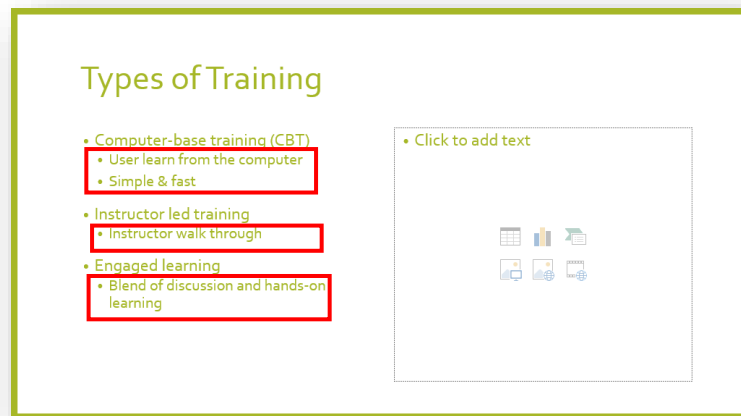 Types of Training
• Computer-base training (CBT)
• User learn from the computer
• Simple & fast
• Instructor led training
• Instructor walk through
• Engaged learning
• Blend of discussion and hands-on
learning
• Click to add text